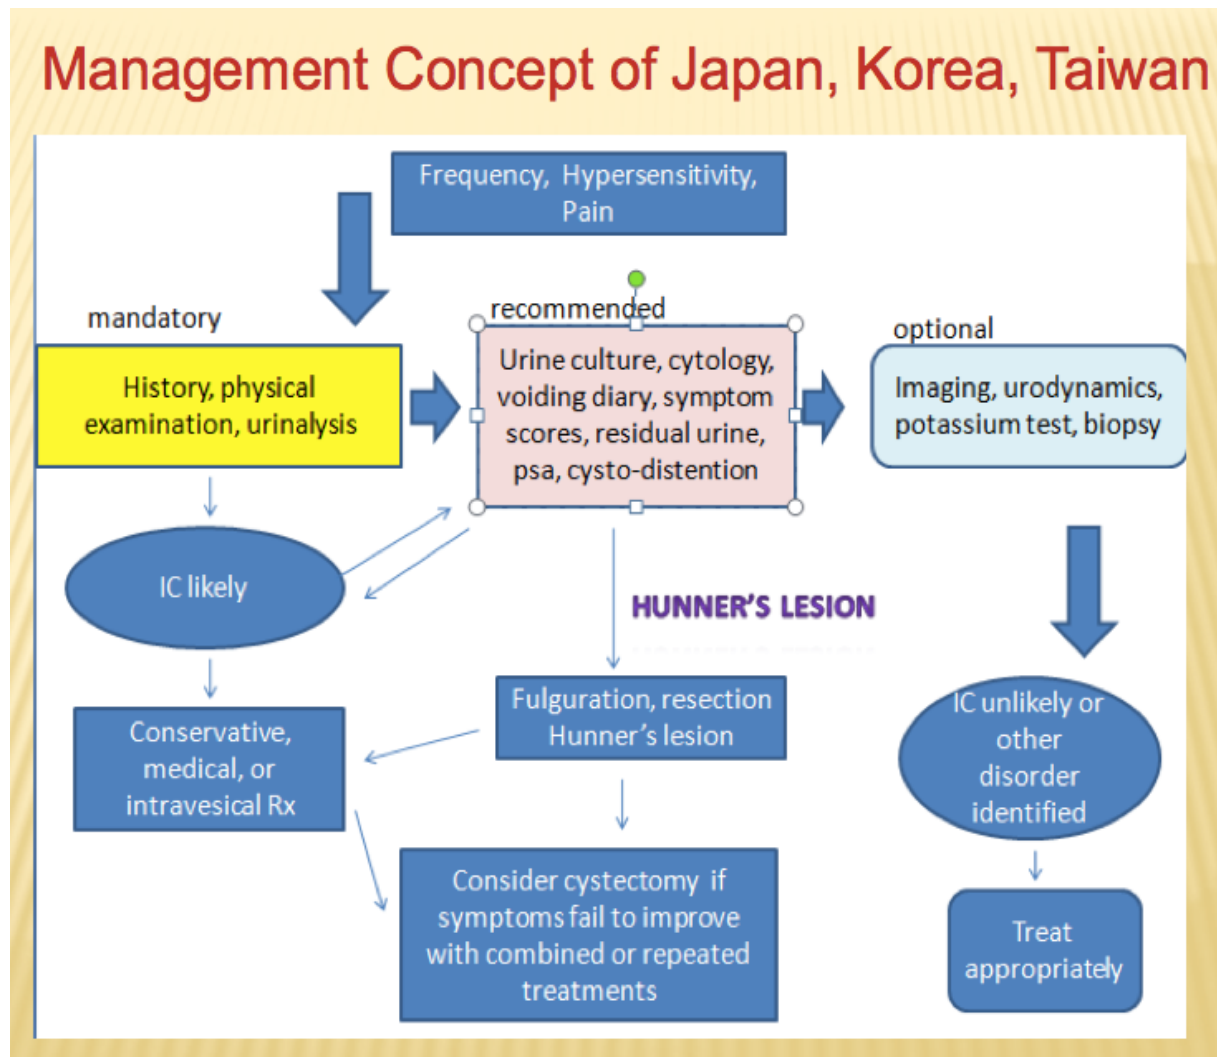 Management Concept of Japan, Korea, Taiwan
Frequency, Hypersensitivity,
Pain
mandatory
History, physical
examination, urinalysis
recommended
Urine culture, cytology,
voiding diary, symptom
scores, residual urine,
psa, cysto-distention
optional
Imaging, urodynamics,
potassium test, biopsy
IC likely
HUNNER'S LESION
Conservative,
medical, or
intravesical Rx
Fulguration, resection
Hunner's lesion
IC unlikely or
other
disorder
identified
Consider cystectomy if
symptoms fail to improve
with combined or repeated
treatments
Treat
appropriately